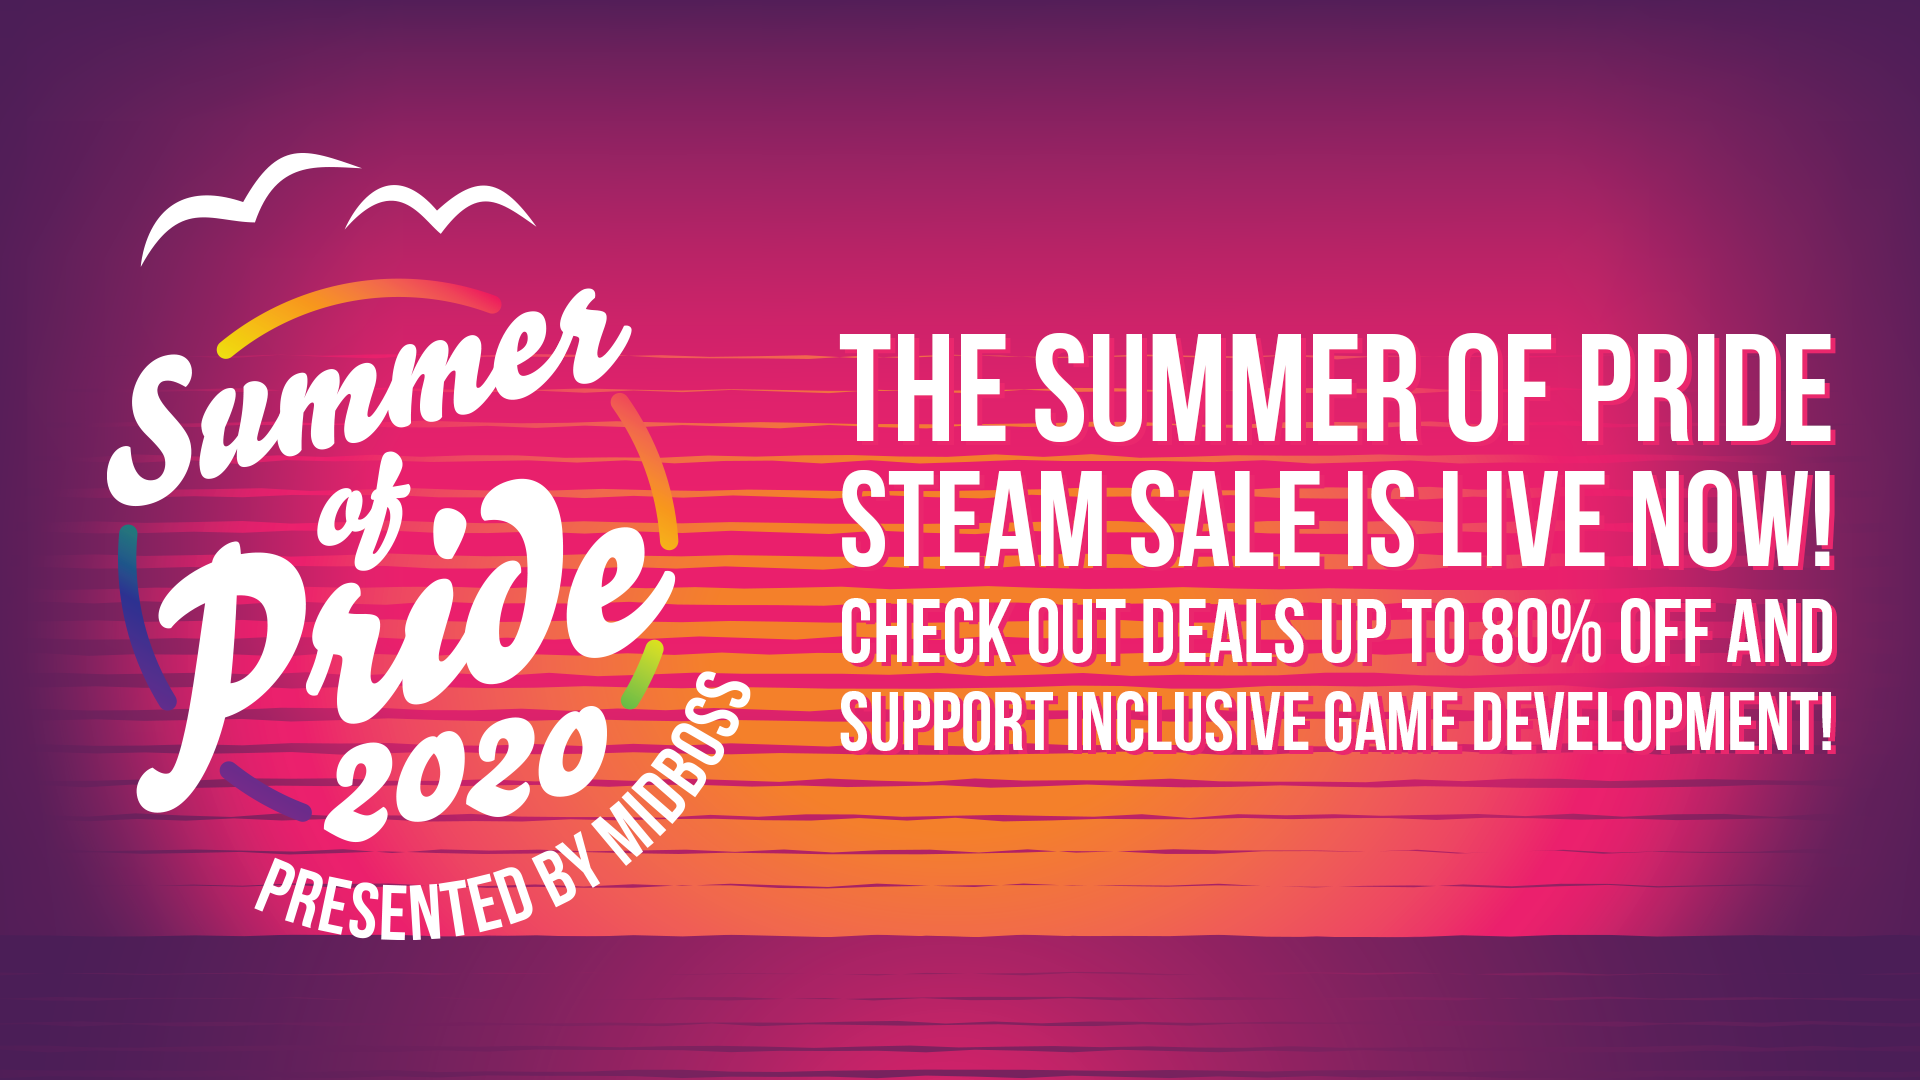 Summer
of
Pride
2020
PRESENTED BY MIDBOSS
THE SUMMER OF PRIDE
STEAM SALE IS LIVE NOW!
CHECK OUT DEALS UP TO 80% OFF AND
SUPPORT INCLUSIVE GAME DEVELOPMENT!